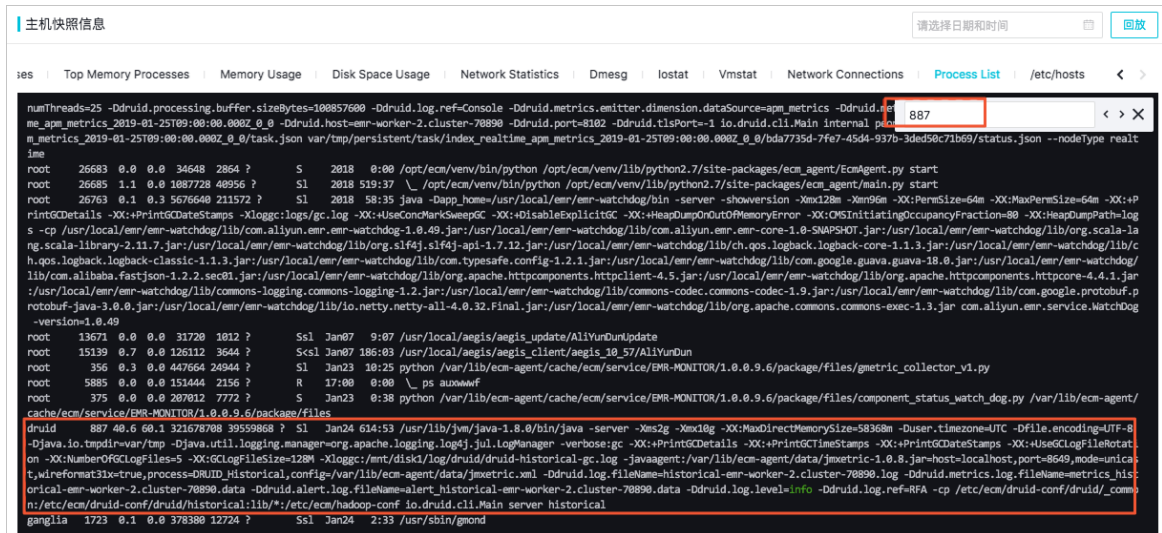 主机快照信息
请选择日期和时间
回放
ses Top Memory Processes Memory Usage Disk Space Usage Network Statistics Dmesg Iostat Vmstat Network Connections Process List /etc/hosts < >
887
numThreads=25 -Ddruid.processing.buffer.sizeBytes=100857600 -Ddruid.log.ref=Console -Ddruid.metrics.emitter.dimension.dataSource=apm_metrics -Ddruid.me
me_apm_metrics_2019-01-25T09:00:00.000Z_0_0 -Ddruid.host=emr-worker-2.cluster-70890 -Ddruid.port=8102 -Ddruid.tlsPort=-1 io.druid.cli.Main internal peo
m_metrics_2019-01-25T09:00:00.000Z_0_0/task.json var/tmp/persistent/task/index_realtime_apm_metrics_2019-01-25T09:00:00.000Z_0_0/bda7735d-7fe7-45d4-937b-3ded50c71b69/status.json --nodeType realt
ime
root 26683 0.0 0.0 34648 2864 ? S 2018 0:00 /opt/ecm/venv/bin/python /opt/ecm/venv/lib/python2.7/site-packages/ecm_agent/EcmAgent.py start
root 26685 1.1 0.0 1087728 40956 ? Sl 2018 519:37 \_ /opt/ecm/venv/bin/python /opt/ecm/venv/lib/python2.7/site-packages/ecm_agent/main.py start
root 26763 0.1 0.3 5676640 211572 ? Sl 2018 58:35 java -Dapp_home=/usr/local/emr/emr-watchdog/bin -server -showversion -Xmx128m -Xmn96m -XX:PermSize=64m -XX:MaxPermSize=64m -XX:+P
rintGCDetails -XX:+PrintGCDateStamps -Xloggc:logs/gc.log -XX:+UseConcMarkSweepGC -XX:+DisableExplicitGC -XX:+HeapDumpOnOutOfMemoryError -XX:CMSInitiatingOccupancyFraction=80 -XX:HeapDumpPath=log
s -cp /usr/local/emr/emr-watchdog/lib/com.aliyun.emr.emr-watchdog-1.0.49.jar:/usr/local/emr/emr-watchdog/lib/com.aliyun.emr.emr-core-1.0-SNAPSHOT.jar:/usr/local/emr/emr-watchdog/lib/org.scala-la
ng.scala-library-2.11.7.jar:/usr/local/emr/emr-watchdog/lib/org.slf4j.slf4j-api-1.7.12.jar:/usr/local/emr/emr-watchdog/lib/ch.qos.logback.logback-core-1.1.3.jar:/usr/local/emr/emr-watchdog/lib/c
h.qos.logback.logback-classic-1.1.3.jar:/usr/local/emr/emr-watchdog/lib/com.typesafe.config-1.2.1.jar:/usr/local/emr/emr-watchdog/lib/com.google.guava.guava-18.0.jar:/usr/local/emr/emr-watchdog/
lib/com.alibaba.fastjson-1.2.2.sec01.jar:/usr/local/emr/emr-watchdog/lib/org.apache.httpcomponents.httpclient-4.5.jar:/usr/local/emr/emr-watchdog/lib/org.apache.httpcomponents.httpcore-4.4.1.jar
:/usr/local/emr/emr-watchdog/lib/commons-logging.commons-logging-1.2.jar:/usr/local/emr/emr-watchdog/lib/commons-codec.commons-codec-1.9.jar:/usr/local/emr/emr-watchdog/lib/com.google.protobuf.p
rotobuf-java-3.0.0.jar:/usr/local/emr/emr-watchdog/lib/io.netty.netty-all-4.0.32.Final.jar:/usr/local/emr/emr-watchdog/lib/org.apache.commons.commons-exec-1.3.jar com.aliyun.emr.service.WatchDog
-version=1.0.49
root 13671 0.0 0.0 31720 1012 ? Ssl Jan07 9:07 /usr/local/aegis/aegis_update/AliYunDunUpdate
root 15139 0.7 0.0 126112 3644 ? S<sl Jan07 186:03 /usr/local/aegis/aegis_client/aegis_10_57/AliYunDun
root 356 0.3 0.0 447664 24944 ? Sl Jan23 10:25 python /var/lib/ecm-agent/cache/ecm/service/EMR-MONITOR/1.0.0.9.6/package/files/gmetric_collector_v1.py
root 5885 0.0 0.0 151444 2156 ? R 17:00 0:00 \_ ps auxwwwf
root 375 0.0 0.0 207012 7772 ? S Jan23 0:38 python /var/lib/ecm-agent/cache/ecm/service/EMR-MONITOR/1.0.0.9.6/package/files/component_status_watch_dog.py /var/lib/ecm-agent/
cache/ecm/service/EMR-MONITOR/1.0.0.9.6/package/files
druid 887 40.6 60.1 321678708 39559868 ? Sl Jan24 614:53 /usr/lib/jvm/java-1.8.0/bin/java -server -Xms2g -Xmx10g -XX:MaxDirectMemorySize=58368m -Duser.timezone=UTC -Dfile.encoding=UTF-8
-Djava.io.tmpdir=var/tmp -Djava.util.logging.manager=org.apache.logging.log4j.jul.LogManager -verbose:gc -XX:+PrintGCDetails -XX:+PrintGCTimeStamps -XX:+PrintGCDateStamps -XX:+UseGCLogFileRotati
on -XX:NumberOfGCLogFiles=5 -XX:GCLogFileSize=128M -Xloggc:/mnt/disk1/log/druid/druid-historical-gc.log -javaagent:/var/lib/ecm-agent/data/jmxetric-1.0.8.jar=host=localhost,port=8649,mode=unicas
t,wireformat31x=true,process=DRUID_Historical,config=/var/lib/ecm-agent/data/jmxetric.xml -Ddruid.log.fileName=historical-emr-worker-2.cluster-70890.log -Ddruid.metrics.log.fileName=metrics_hist
orical-emr-worker-2.cluster-70890.data -Ddruid.alert.log.fileName=alert_historical-emr-worker-2.cluster-70890.data -Ddruid.log.level=info -Ddruid.log.ref=RFA -cp /etc/ecm/druid-conf/druid/_commo
n:/etc/ecm/druid-conf/druid/historical:lib/*:/etc/ecm/hadoop-conf io.druid.cli.Main server historical
ganglia 1723 0.1 0.0 378380 12724 ? Ssl Jan24 2:33 /usr/sbin/gmond